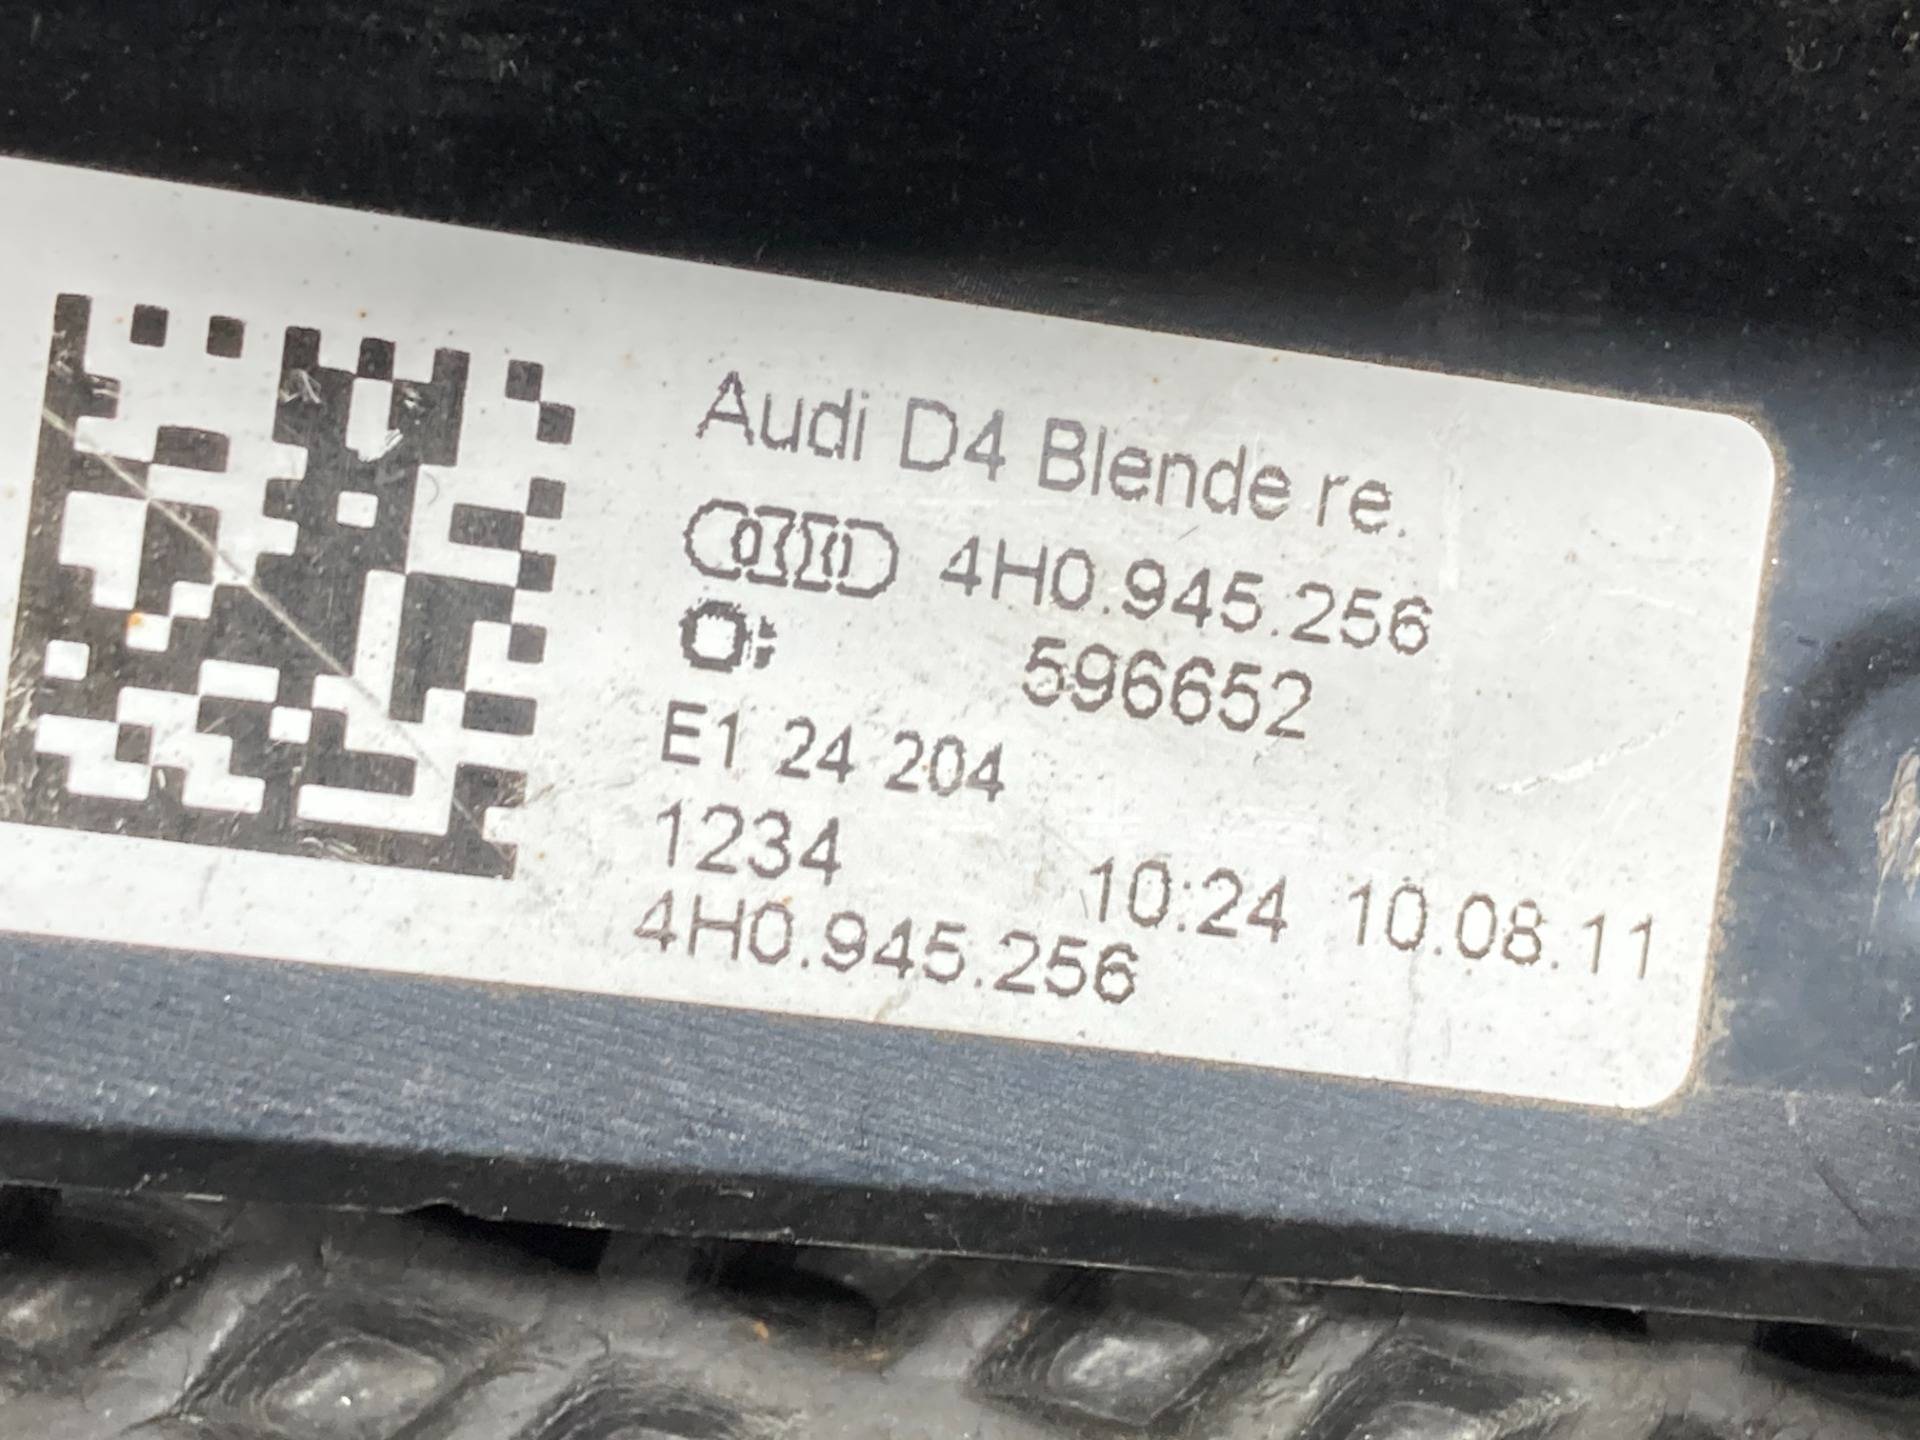 Audi D4 Blende re.
4H0.945.256
596652
E1 24 204
1234 10:24 10.08.11
4H0.945.256